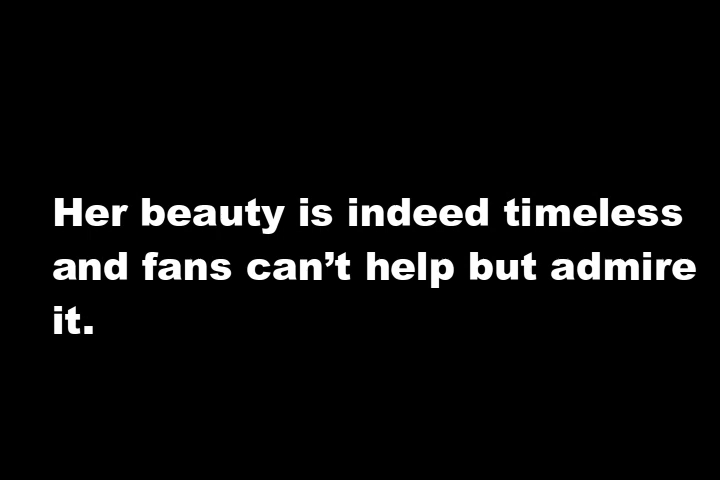 Her beauty is indeed timeless
and fans can’t help but admire
it.